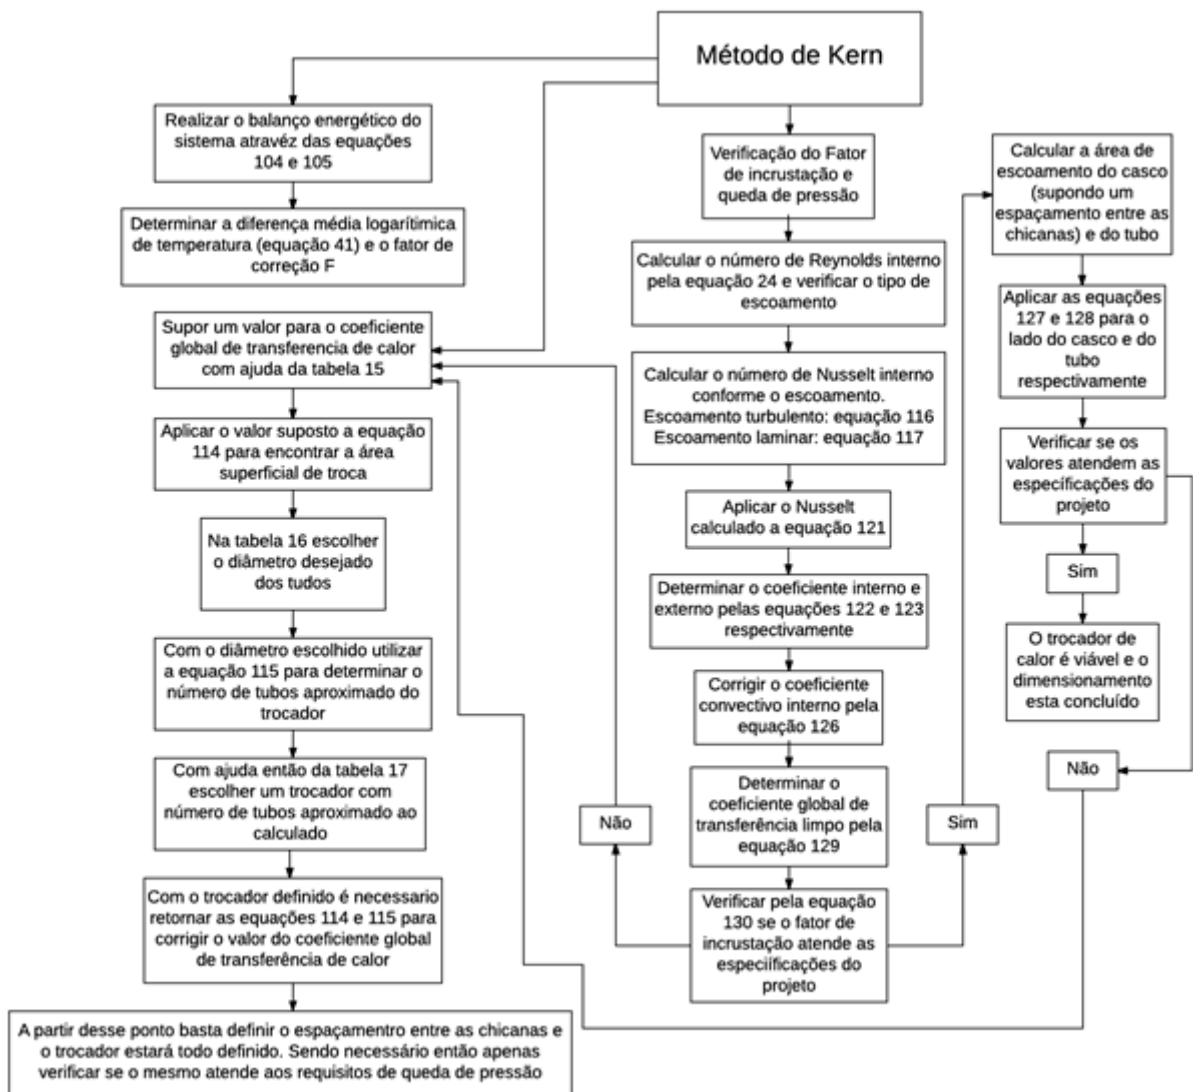 Método de Kern
Realizar o balanço energético do
sistema atravéz das equações
104 e 105
Determinar a diferença média logarítimica
de temperatura (equação 41) e o fator de
correção F
Supor um valor para o coeficiente
global de transferencia de calor
com ajuda da tabela 15
Aplicar o valor suposto a equação
114 para encontrar a área
superficial de troca
Na tabela 16 escolher
o diâmetro desejado
dos tudos
Com o diâmetro escolhido utilizar
a equação 115 para determinar o
número de tubos aproximado do
trocador
Com ajuda então da tabela 17
escolher um trocador com
número de tubos aproximado ao
calculado
Com o trocador definido é necessario
retornar as equações 114 e 115 para
corrigir o valor do coeficiente global
de transferência de calor
A partir desse ponto basta definir o espaçamentro entre as chicanas e
o trocador estará todo definido. Sendo necessário então apenas
verificar se o mesmo atende aos requisitos de queda de pressão
Verificação do Fator
de incrustação e
queda de pressão
Calcular o número de Reynolds interno
pela equação 24 e verificar o tipo de
escoamento
Calcular o número de Nusselt interno
conforme o escoamento.
Escoamento turbulento: equação 116
Escoamento laminar: equação 117
Aplicar o Nusselt
calculado a equação 121
Determinar o coeficiente interno e
externo pelas equações 122 e 123
respectivamente
Corrigir o coeficiente
convectivo interno pela
equação 126
Determinar o
coeficiente global de
transferência limpo pela
equação 129
Verificar pela equação
130 se o fator de
incrustação atende as
especiificações do
projeto
Não
Sim
Calcular a área de
escoamento do casco
(supondo um
espaçamento entre as
chicanas) e do tubo
Aplicar as equações
127 e 128 para o
lado do casco e do
tubo
respectivamente
Verificar se os
valores atendem as
especificações do
projeto
Sim
O trocador de
calor é viável e o
dimensionamento
esta concluído
Não